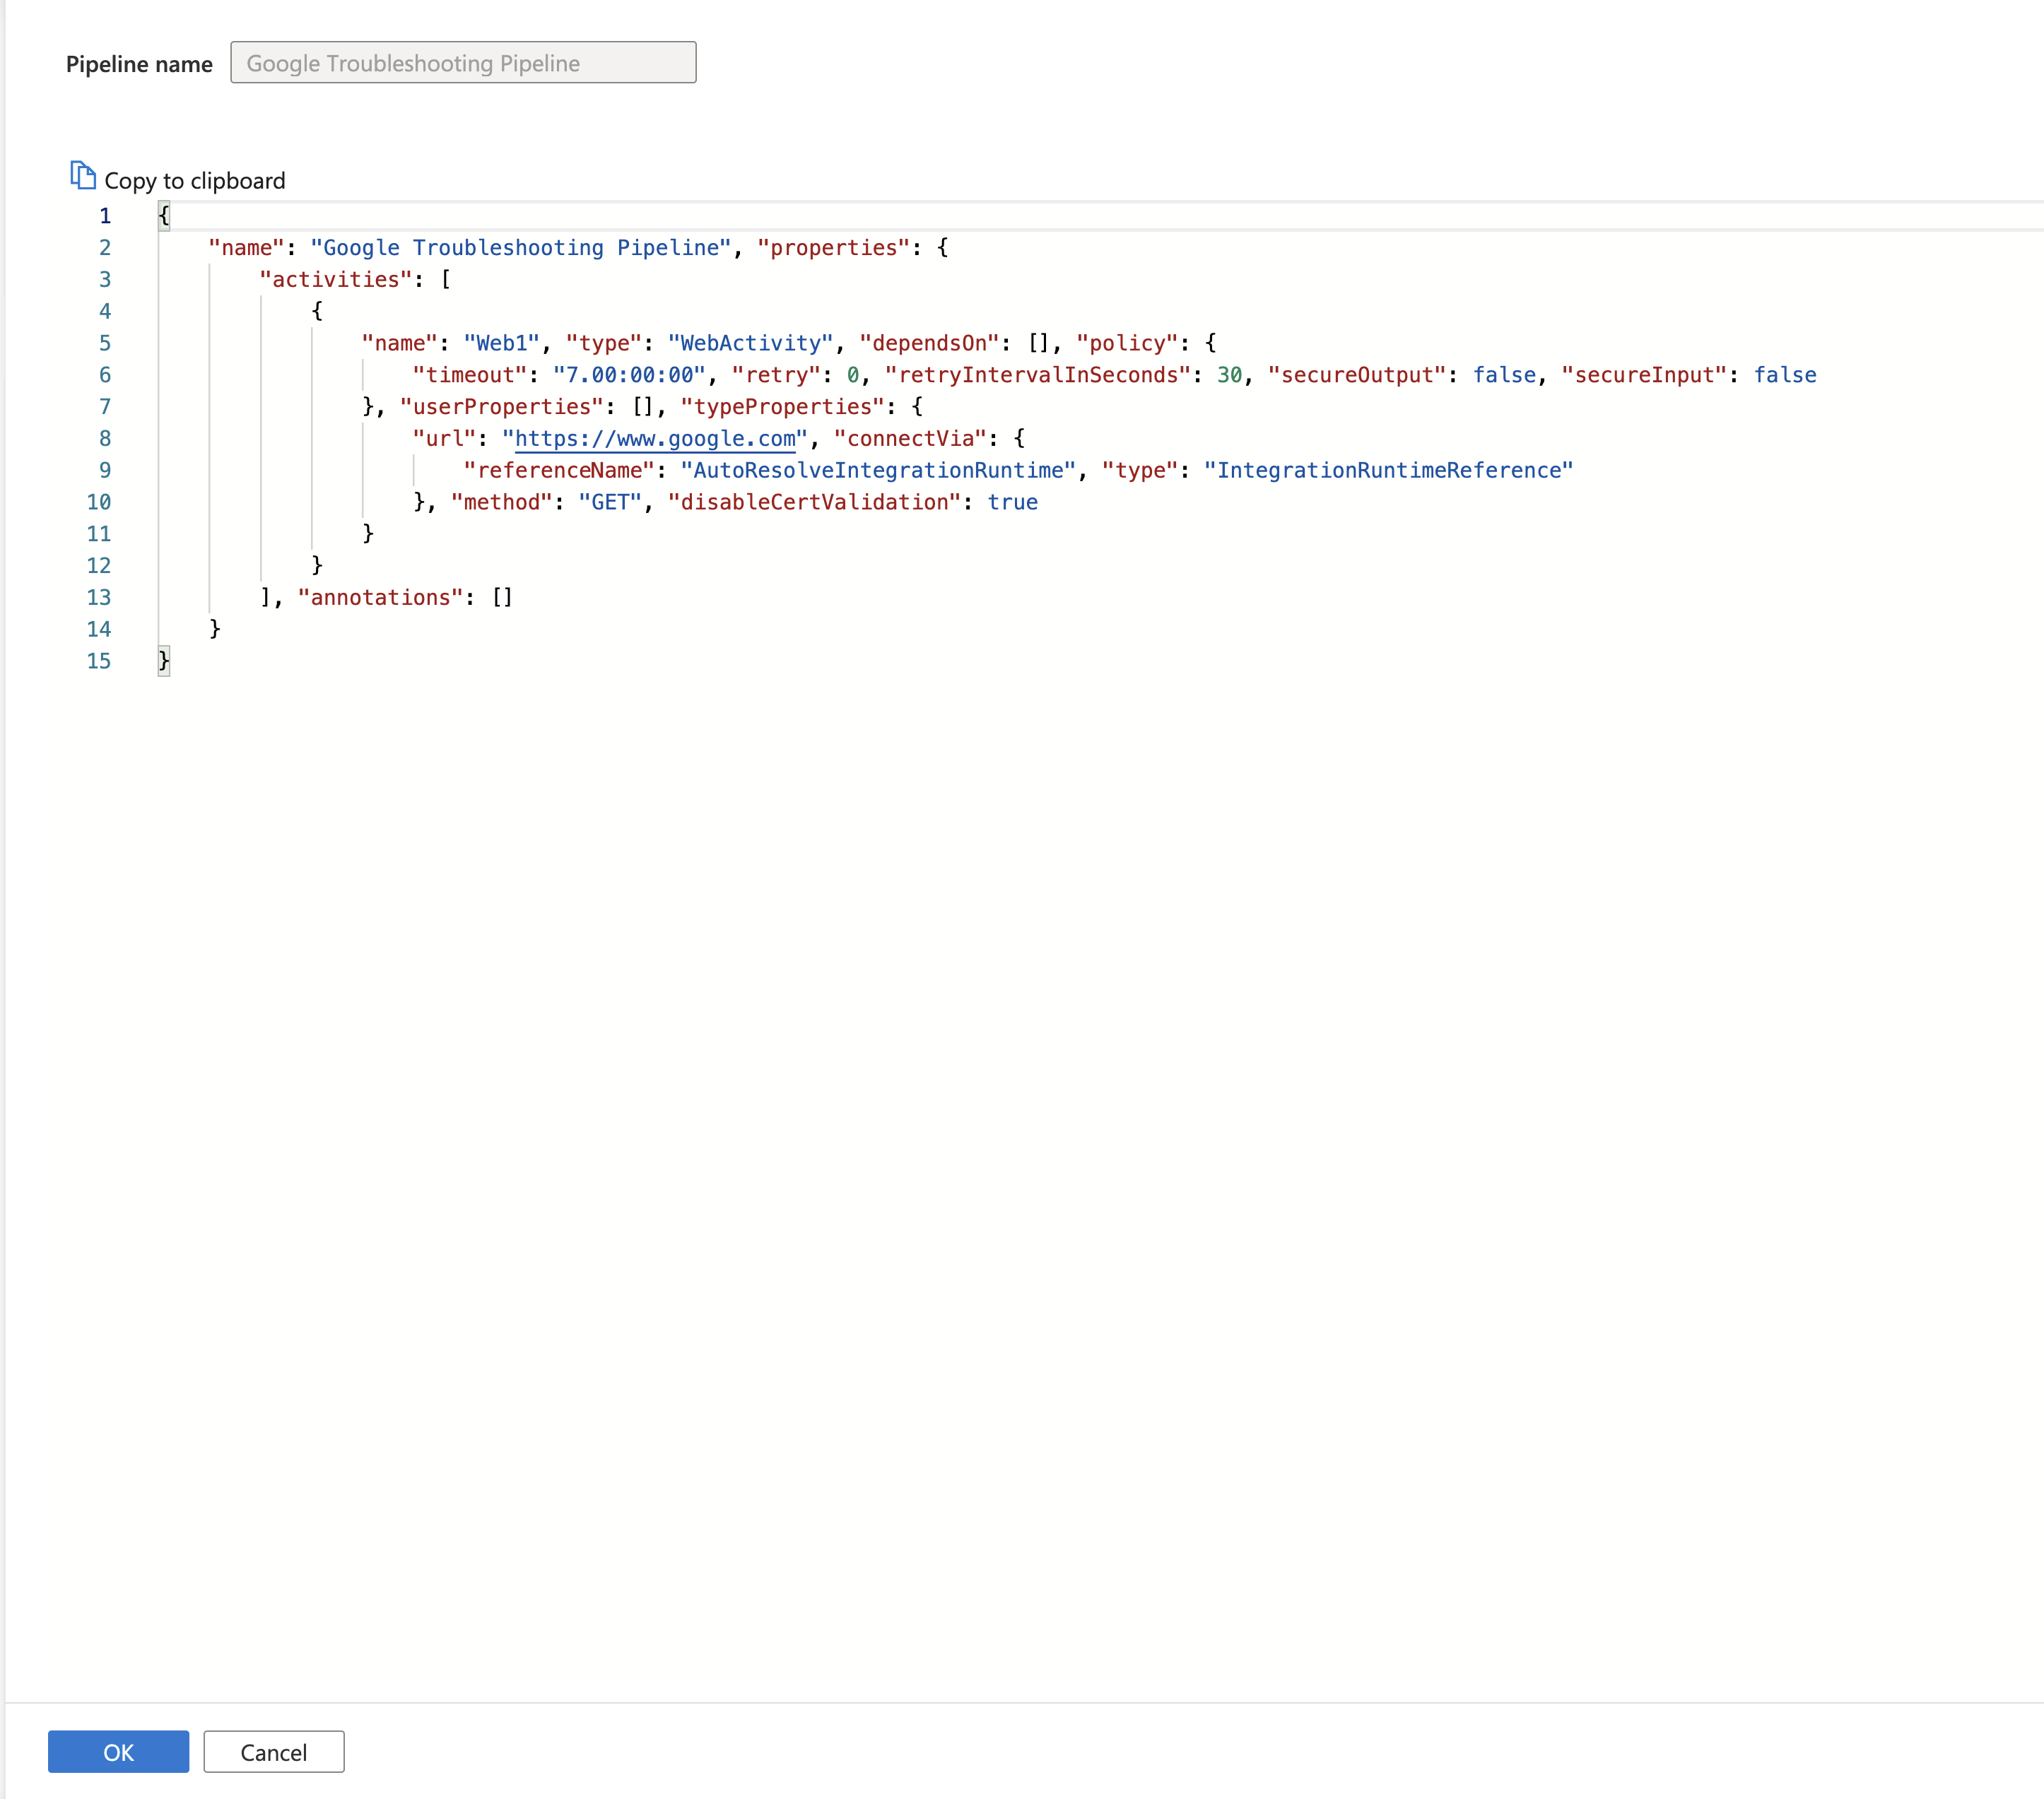 Pipeline name Google Troubleshooting Pipeline
Copy to clipboard
1 {
2 "name": "Google Troubleshooting Pipeline", "properties": {
3 "activities": [
4 {
5 "name": "Web1", "type": "WebActivity", "dependsOn": [], "policy": {
6 "timeout": "7.00:00:00", "retry": 0, "retryIntervalInSeconds": 30, "secureOutput": false, "secureInput": false
7 }, "userProperties": [], "typeProperties": {
8 "url": "https://www.google.com", "connectVia": {
9 "referenceName": "AutoResolveIntegrationRuntime", "type": "IntegrationRuntimeReference"
10 }, "method": "GET", "disableCertValidation": true
11 }
12 }
13 ], "annotations": []
14 }
15 }
OK Cancel